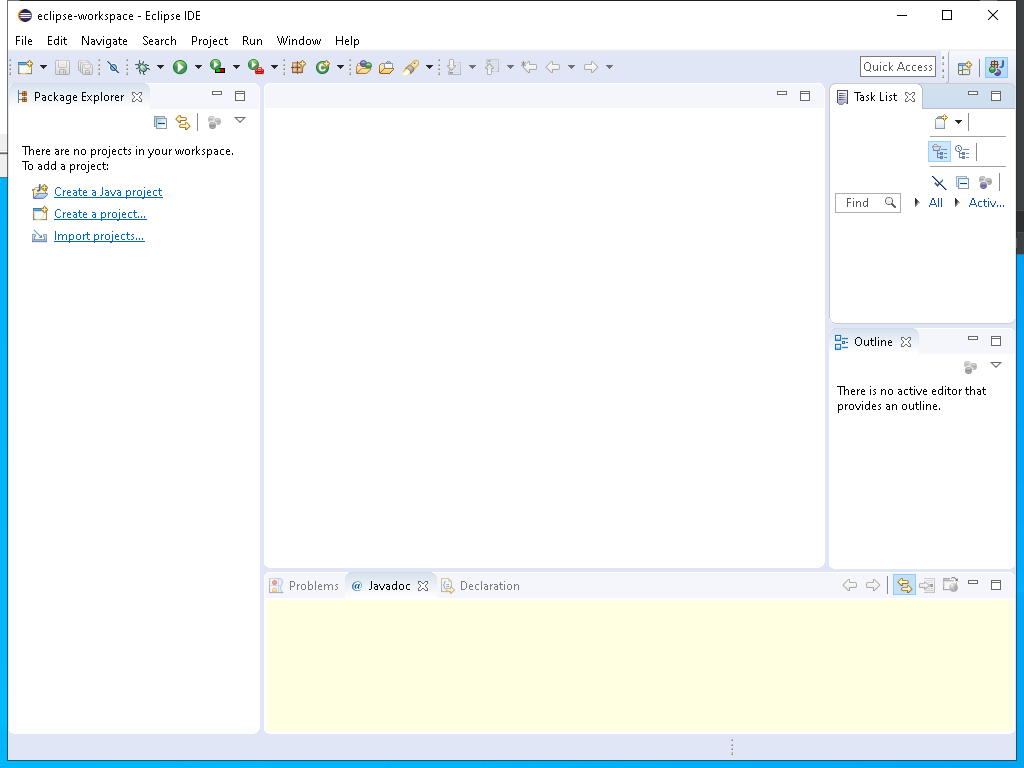 eclipse-workspace - Eclipse IDE
File Edit Navigate Search Project Run Window Help
Quick Access
Package Explorer
There are no projects in your workspace.
To add a project:
Create a Java project
Create a project...
Import projects...
Task List
Find All Activ...
Outline
There is no active editor that
provides an outline.
Problems @ Javadoc Declaration